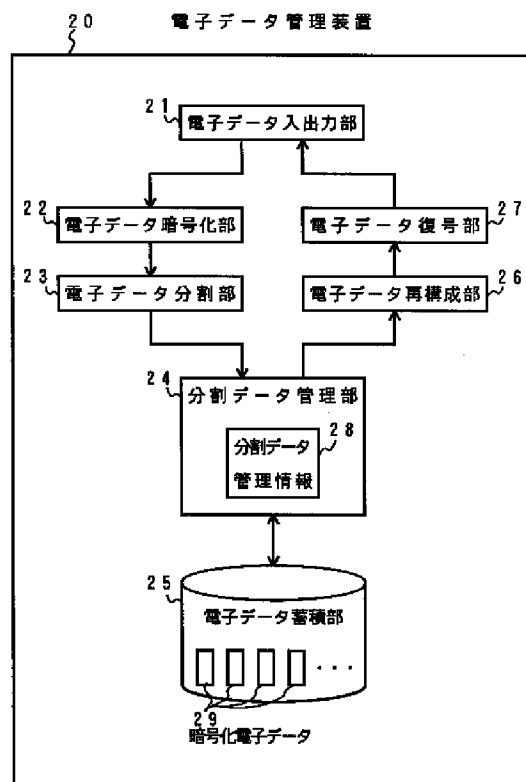 20
電子データ管理装置
21
電子データ入出力部
22
電子データ暗号化部
27
電子データ復号部
23
電子データ分割部
26
電子データ再構成部
24
分割データ管理部
28
分割データ
管理情報
25
電子データ蓄積部
・・・
29
暗号化電子データ